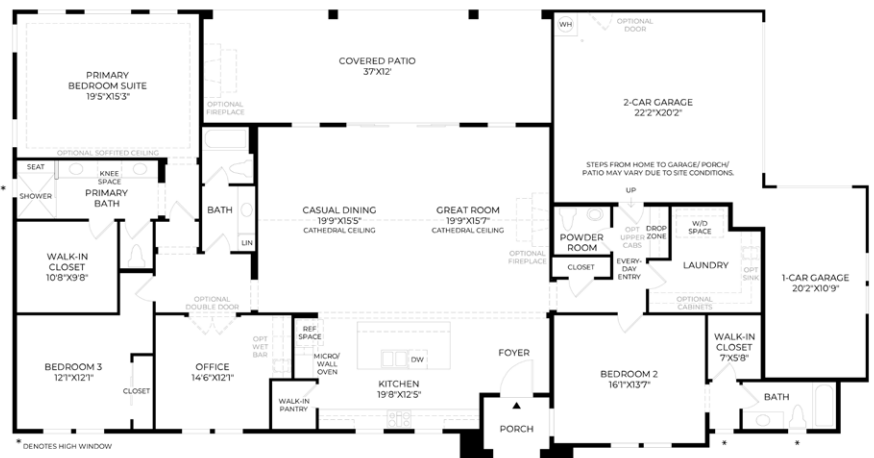 WH
OPTIONAL
DOOR
COVERED PATIO
37'X12'
PRIMARY
BEDROOM SUITE
19'5"X15'3"
OPTIONAL
FIREPLACE
2-CAR GARAGE
22'2"X20'2"
OPTIONAL SOFFITED CEILING
SEAT
KNEE
SPACE
STEPS FROM HOME TO GARAGE/ PORCH/
PATIO MAY VARY DUE TO SITE CONDITIONS.
*
SHOWER
PRIMARY
BATH
UP
BATH
CASUAL DINING
19'9"X15'5"
CATHEDRAL CEILING
GREAT ROOM
19'9"X15'7"
CATHEDRAL CEILING
W/D
SPACE
OPT
UPPER
CABS
DROP
ZONE
POWDER
ROOM
LIN
OPTIONAL
FIREPLACE
WALK-IN
CLOSET
10'8"X9'8"
CLOSET
EVERY-
DAY
ENTRY
LAUNDRY
OPT
SINK
1-CAR GARAGE
20'2"X10'9"
OPTIONAL
DOUBLE DOOR
OPTIONAL
CABINETS
REF
SPACE
OPT
WET
BAR
MICRO/
WALL
OVEN
DW
FOYER
WALK-IN
CLOSET
7'X5'8"
BEDROOM 3
12'1"X12'1"
OFFICE
14'6"X12'1"
BEDROOM 2
16'1"X13'7"
KITCHEN
19'8"X12'5"
CLOSET
WALK-IN
PANTRY
BATH
PORCH
* DENOTES HIGH WINDOW
*
*